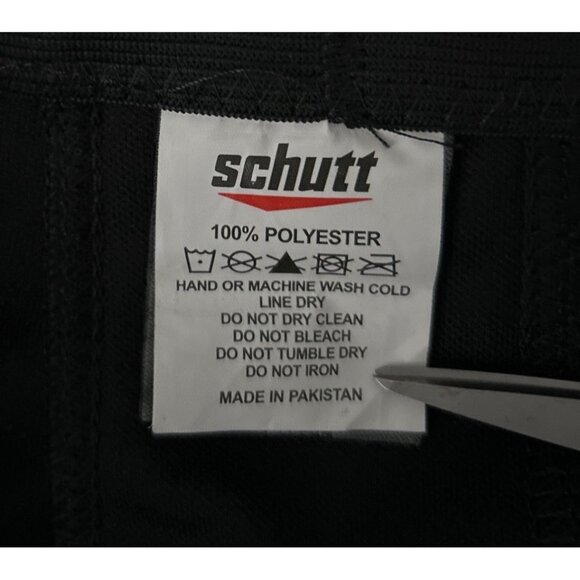 schutt
100% POLYESTER
HAND OR MACHINE WASH COLD
LINE DRY
DO NOT DRY CLEAN
DO NOT BLEACH
DO NOT TUMBLE DRY
DO NOT IRON
MADE IN PAKISTAN